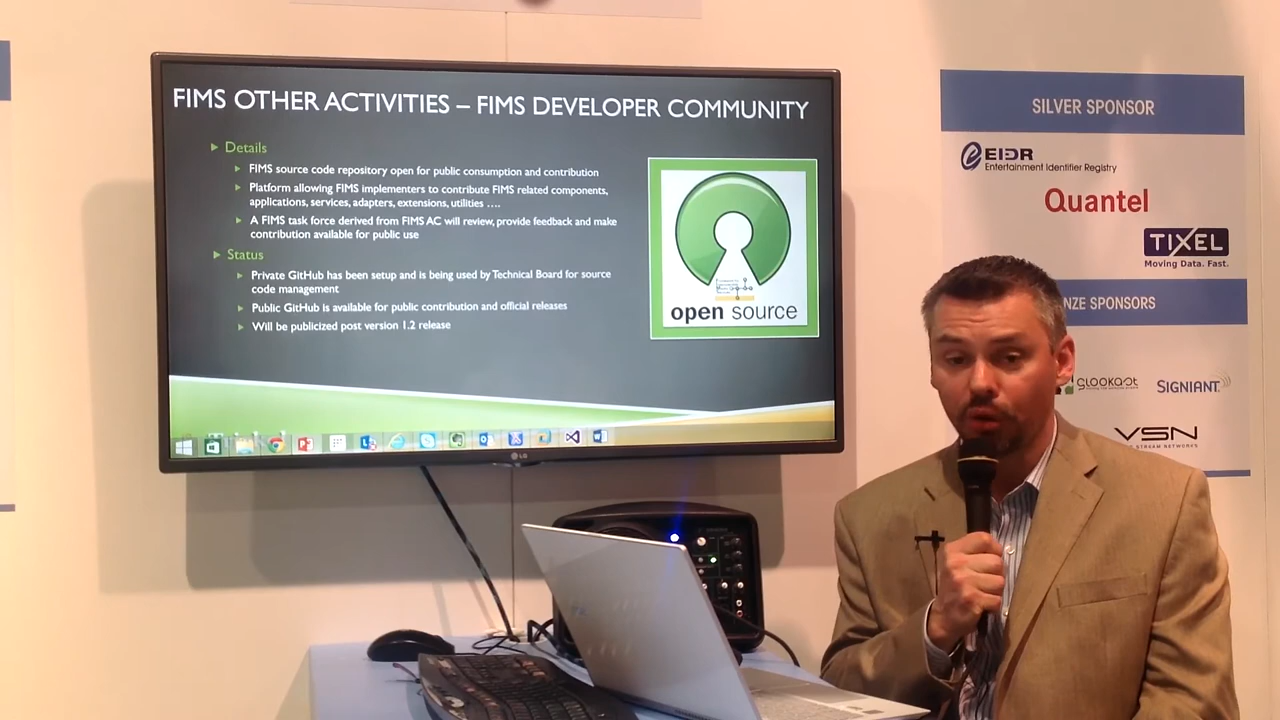 FIMS OTHER ACTIVITIES – FIMS DEVELOPER COMMUNITY
Details
FIMS source code repository open for public consumption and contribution
Platform allowing FIMS implementers to contribute FIMS related components,
applications, services, adapters, extensions, utilities ....
A FIMS task force derived from FIMS AC will review, provide feedback and make
contribution available for public use
Status
Private GitHub has been setup and is being used by Technical Board for source
code management
Public GitHub is available for public contribution and official releases
Will be publicized post version 1.2 release
open source
LG
SILVER SPONSOR
EIDR
Entertainment Identifier Registry
Quantel
TIXEL
Moving Data. Fast.
NZE SPONSORS
SIGNIANT
VSN
STREAM NETWORKS